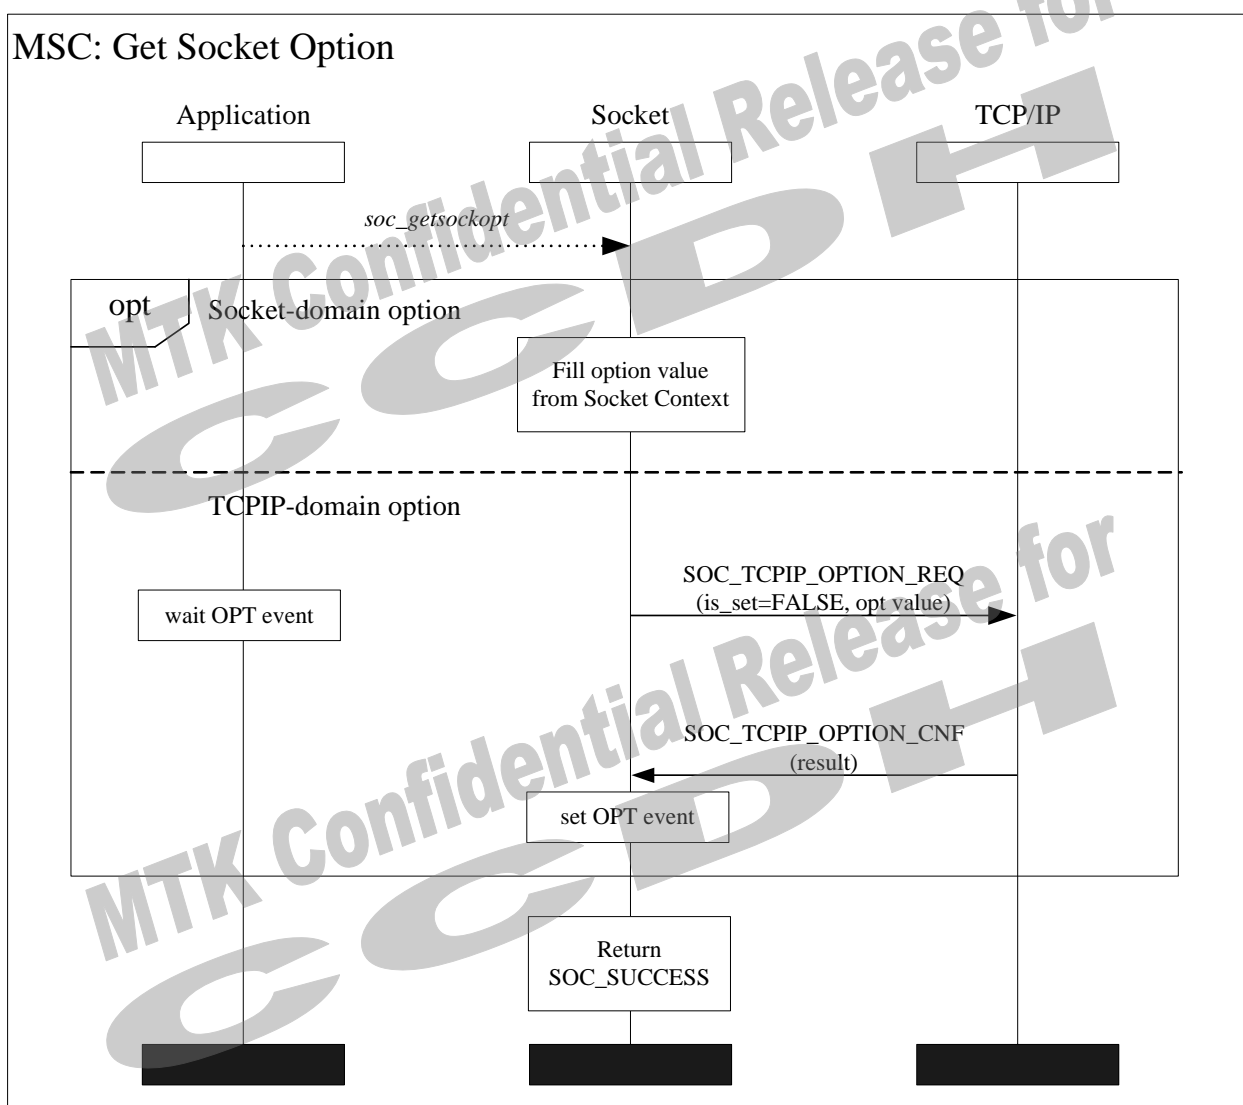 MSC: Get Socket Option
Application
Socket
TCP/IP
soc_getsockopt
opt
Socket-domain option
Fill option value
from Socket Context
TCPIP-domain option
SOC_TCPIP_OPTION_REQ
(is_set=FALSE, opt value)
wait OPT event
SOC_TCPIP_OPTION_CNF
(result)
set OPT event
Return
SOC_SUCCESS
MTK Confidential Release for
CCDH
MTK Confidential Release for
CCDH